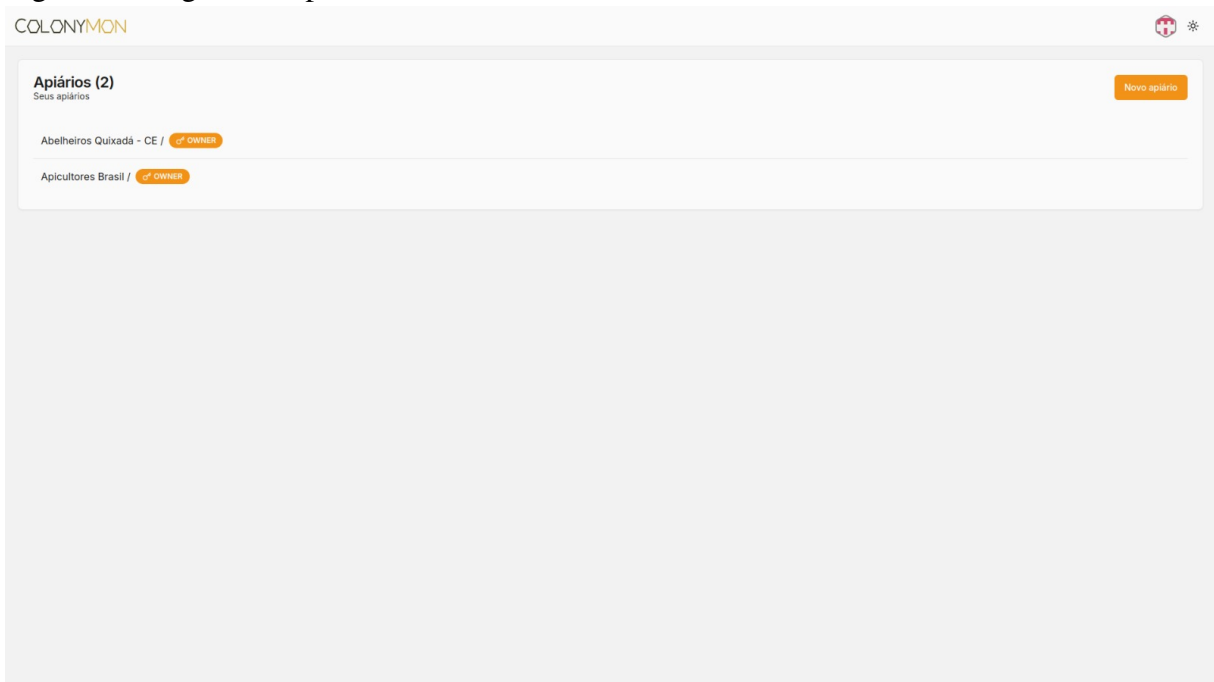 COLONYMON
Apiários (2)
Seus apiários
Novo apiário
Abelheiros Quixadá - CE / OWNER
Apicultores Brasil / OWNER